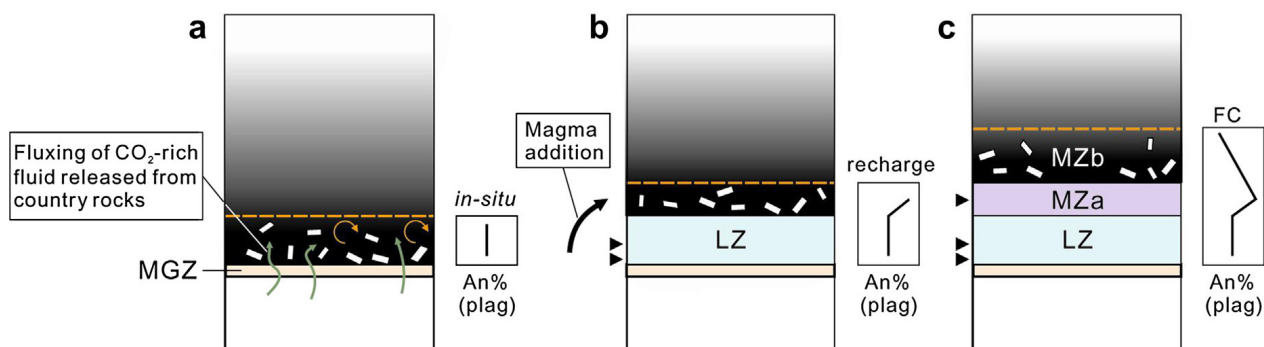 a
Fluxing of CO₂-rich
fluid released from
country rocks
MGZ
in-situ
An%
(plag)
b
Magma
addition
LZ
recharge
An%
(plag)
c
MZb
MZa
LZ
FC
An%
(plag)